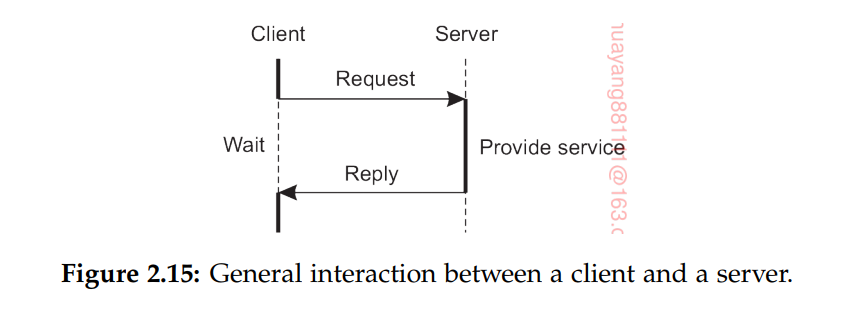 Client
Server
Request
Wait
Provide service
Reply
Figure 2.15: General interaction between a client and a server.